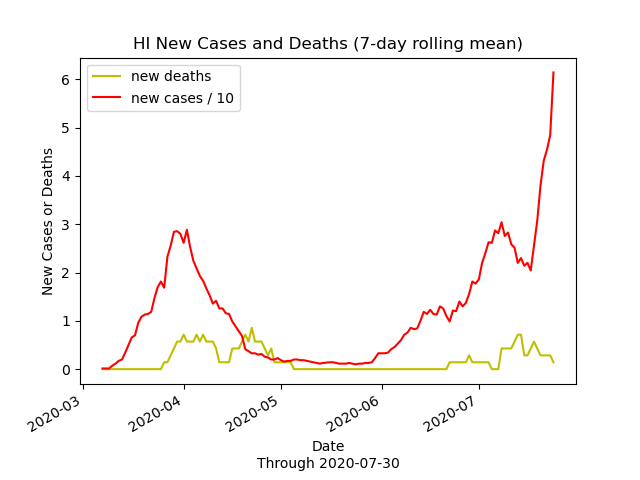 HI New Cases and Deaths (7-day rolling mean)
new deaths
new cases / 10
New Cases or Deaths
6
5
4
3
2
1
0
2020-03
2020-04
2020-05
2020-06
2020-07
Date
Through 2020-07-30